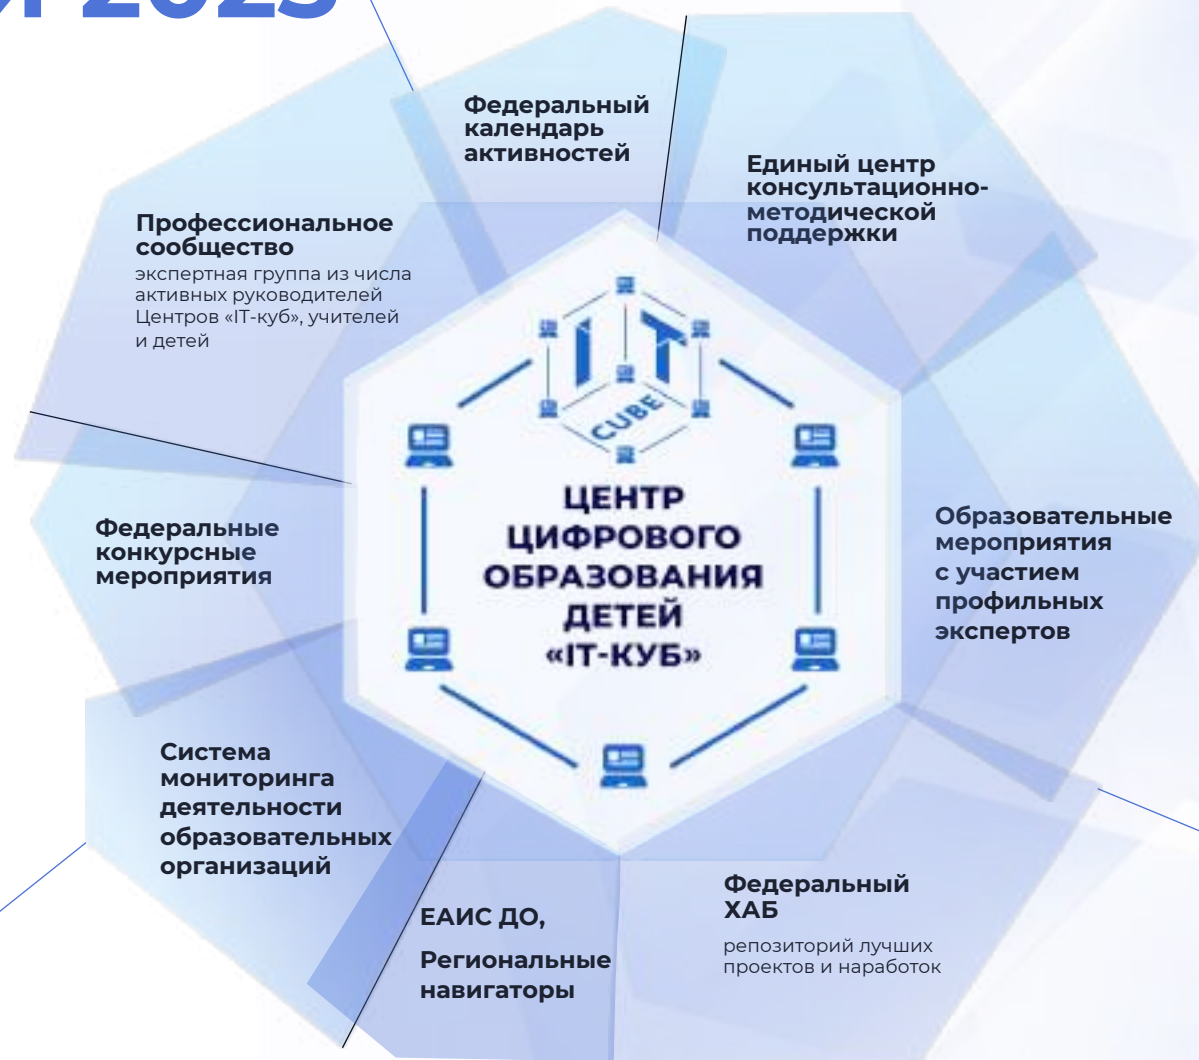 2023
Федеральный
календарь
активностей
Единый центр
консультационно-
методической
поддержки
Профессиональное
сообщество
экспертная группа из числа
активных руководителей
Центров «IT-куб», учителей
и детей
IT
CUBE
ЦЕНТР
ЦИФРОВОГО
ОБРАЗОВАНИЯ
ДЕТЕЙ
«IT-КУБ»
Федеральные
конкурсные
мероприятия
Образовательные
мероприятия
с участием
профильных
экспертов
Система
мониторинга
деятельности
образовательных
организаций
ЕАИС ДО,
Региональные
навигаторы
Федеральный
ХАБ
репозиторий лучших
проектов и наработок